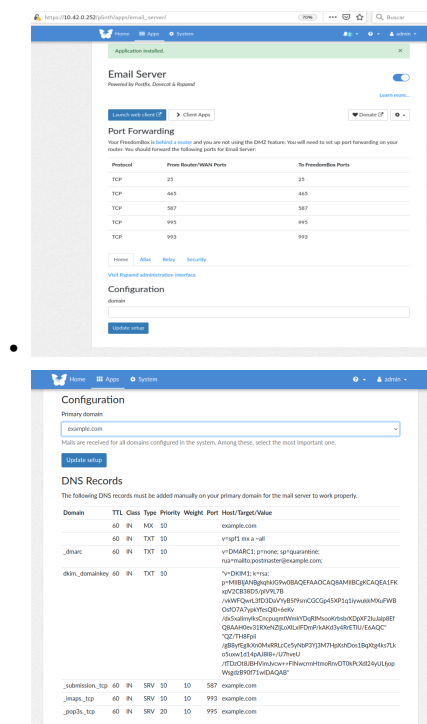 https://10.42.0.252/plinth/apps/email_server/
70%
Buscar
Home
Apps
System
admin
Application installed.
Email Server
Powered by Postfix, Dovecot & Rspamd
Learn more...
Launch web client
Client Apps
Donate
Port Forwarding
Your FreedomBox is behind a router and you are not using the DMZ feature. You will need to set up port forwarding on your
router. You should forward the following ports for Email Server:
Protocol From Router/WAN Ports To FreedomBox Ports
TCP 25 25
TCP 465 465
TCP 587 587
TCP 995 995
TCP 993 993
Home Alias Relay Security
Visit Rspamd administration interface
Configuration
domain
Update setup
Home Apps System admin
Configuration
Primary domain
example.com
Mails are received for all domains configured in the system. Among these, select the most important one.
Update setup
DNS Records
The following DNS records must be added manually on your primary domain for the mail server to work properly.
Domain TTL Class Type Priority Weight Port Host/Target/Value
60 IN MX 10 example.com
60 IN TXT 10 v=spf1 mx a ~all
_dmarc 60 IN TXT 10 v=DMARC1; p=none; sp=quarantine;
rua=mailto:postmaster@example.com;
dkim._domainkey 60 IN TXT 10 "v=DKIM1; k=rsa;
_submission._tcp 60 IN SRV 10 10 587 example.com
_imaps._tcp 60 IN SRV 10 10 993 example.com
_pop3s._tcp 60 IN SRV 20 10 995 example.com